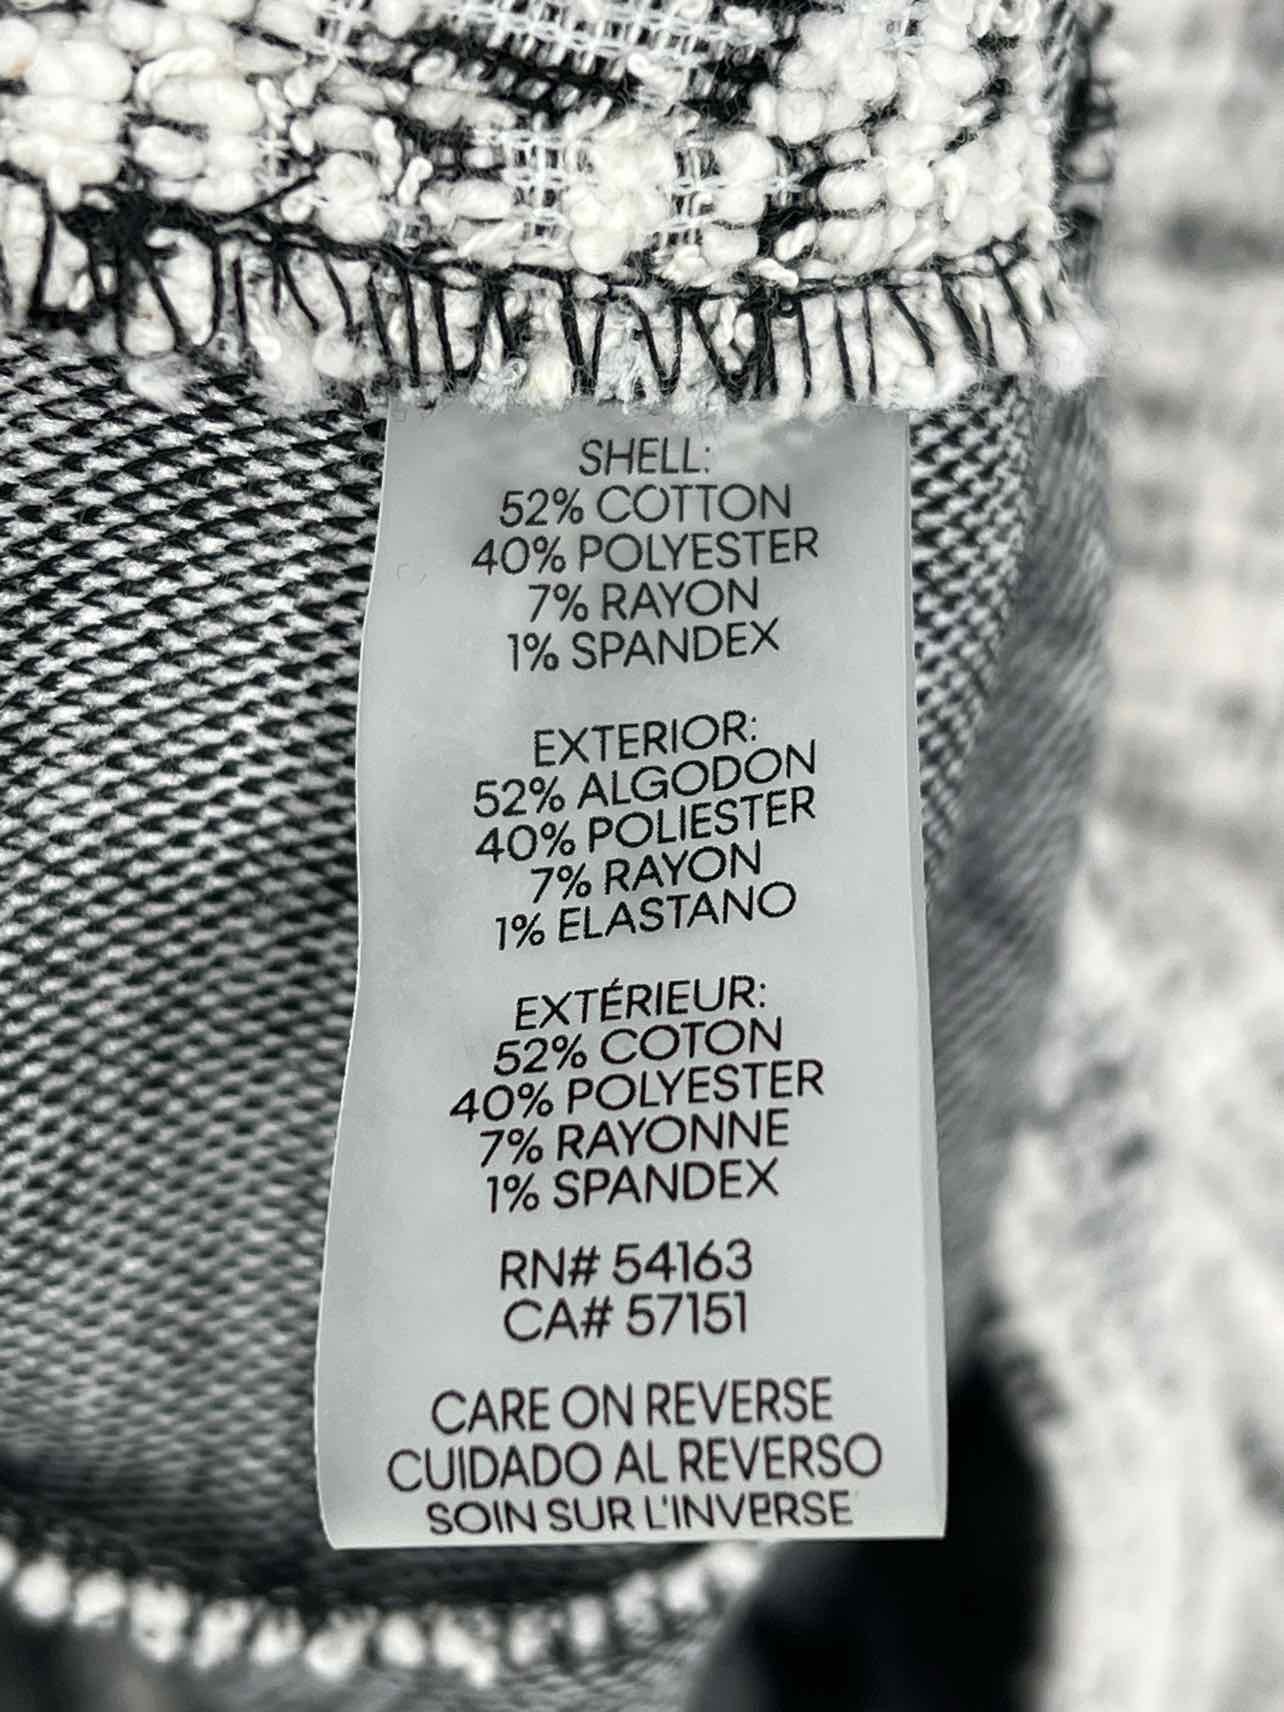 SHELL:
52% COTTON
40% POLYESTER
7% RAYON
1% SPANDEX
EXTERIOR:
52% ALGODON
40% POLIESTER
7% RAYON
1% ELASTANO
EXTÉRIEUR:
52% COTON
40% POLYESTER
7% RAYONNE
1% SPANDEX
RN# 54163
CA# 57151
CARE ON REVERSE
CUIDADO AL REVERSO
SOIN SUR L'INVERSE